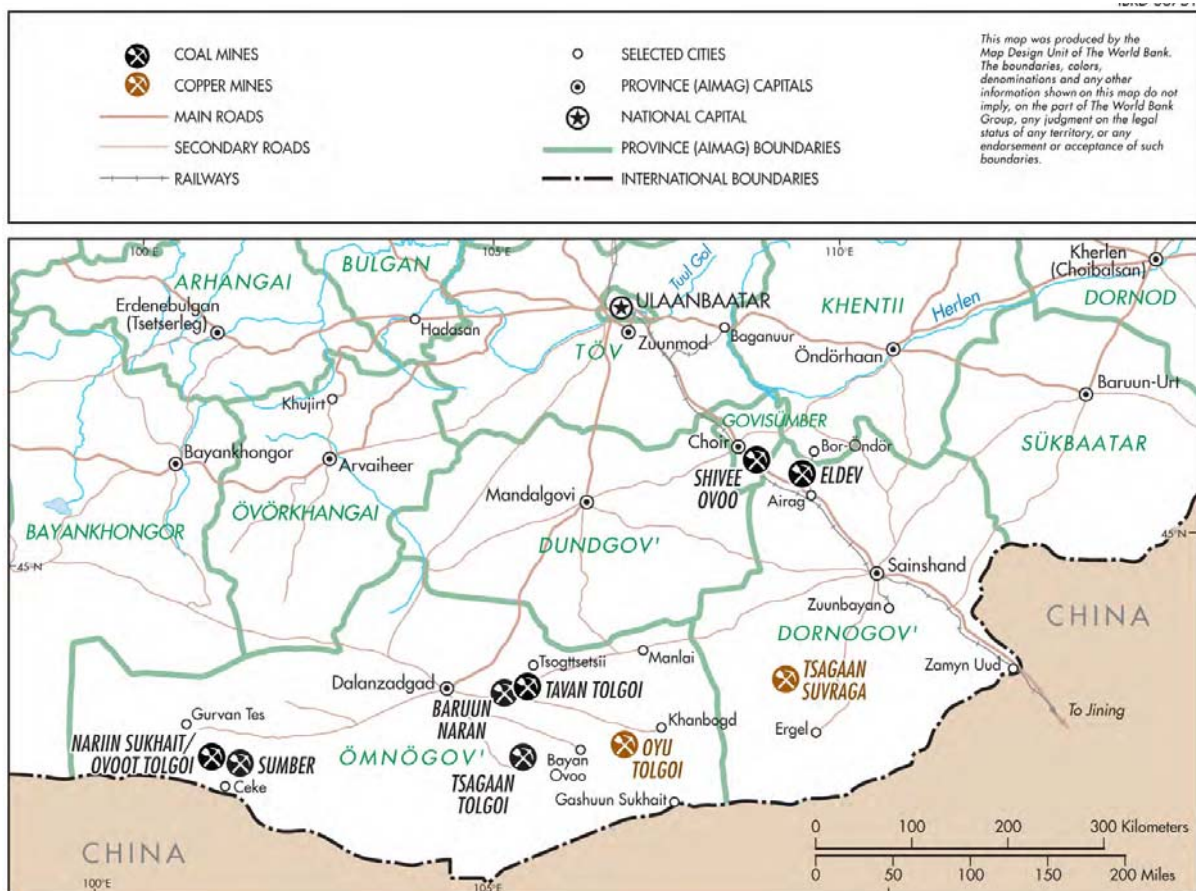 COAL MINES
COPPER MINES
MAIN ROADS
SECONDARY ROADS
RAILWAYS
SELECTED CITIES
PROVINCE (AIMAG) CAPITALS
NATIONAL CAPITAL
PROVINCE (AIMAG) BOUNDARIES
INTERNATIONAL BOUNDARIES
This map was produced by the
Map Design Unit of The World Bank.
The boundaries, colors,
denominations and any other
information shown on this map do not
imply, on the part of The World Bank
Group, any judgment on the legal
status of any territory, or any
endorsement or acceptance of such
boundaries.
100°E
105°E
110°E
ARHANGAI
BULGAN
Tuul Gol
Kherlen
(Choibalsan)
DORNOD
Erdenebulgan
(Tsetserleg)
Hadasan
ULAANBAATAR
KHENTII
Herlen
TÖV
Zuunmod
Baganuur
Öndörhaan
Khujirt
Baruun-Urt
GOVISÜMBER
Bayankhongor
Arvaiheer
Choir
Bor-Öndör
SÜKBAATAR
SHIVEE
OVOO
ELDEV
Airag
Mandalgovi
BAYANKHONGOR
ÖVÖRKHANGAI
DUNDGOV'
45°N
45°N
Sainshand
Zuunbayan
CHINA
DORNOGOV'
Tsogttsetsii
Manlai
Zamyn Uud
Dalanzadgad
BARUUN
NARAN
TAVAN TOLGOI
TSAGAAN
SUVRAGA
To Jining
Gurvan Tes
Khanbogd
Ergel
NARIIN SUKHAIT/
OVOOT TOLGOI
SUMBER
ÖMNÖGOV'
TSAGAAN
TOLGOI
Bayan
Ovoo
OYU
TOLGOI
Ceke
Gashuun Sukhait
CHINA
0 100 200 300 Kilometers
0 50 100 150 200 Miles
100°E
105°E